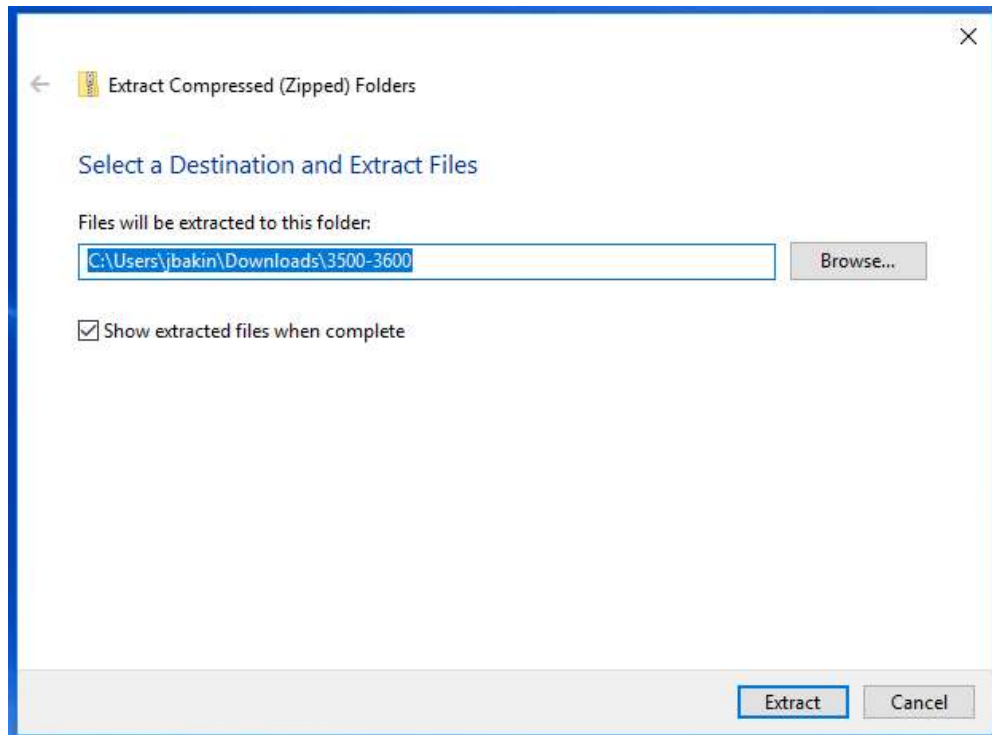 Extract Compressed (Zipped) Folders
Select a Destination and Extract Files
Files will be extracted to this folder:
C:\Users\jbakin\Downloads\3500-3600
Browse...
Show extracted files when complete
Extract
Cancel